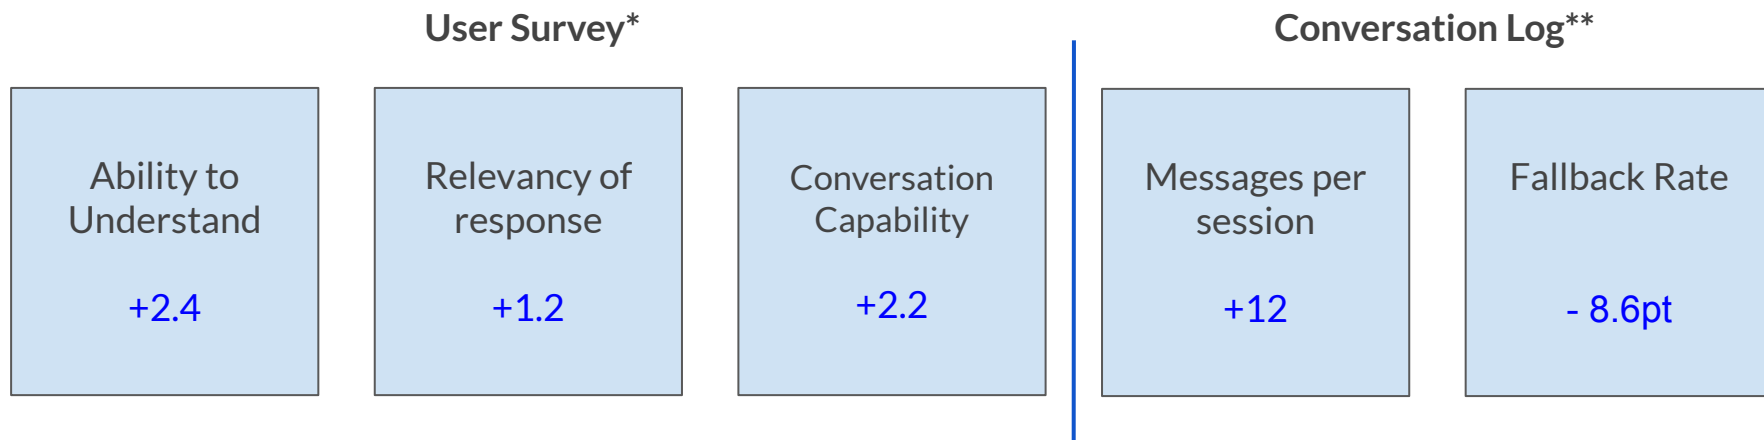 User Survey*
Ability to
Understand
+2.4
Relevancy of
response
+1.2
Conversation
Capability
+2.2
Conversation Log**
Messages per
session
+12
Fallback Rate
- 8.6pt